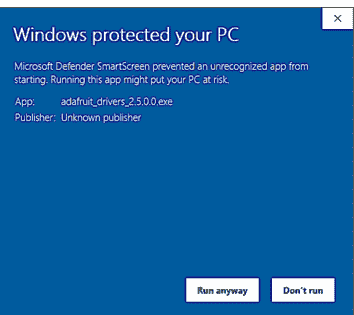 Windows protected your PC
Microsoft Defender SmartScreen prevented an unrecognized app from
starting. Running this app might put your PC at risk.
App: adafruit_drivers_2.5.0.0.exe
Publisher: Unknown publisher
Run anyway Don't run